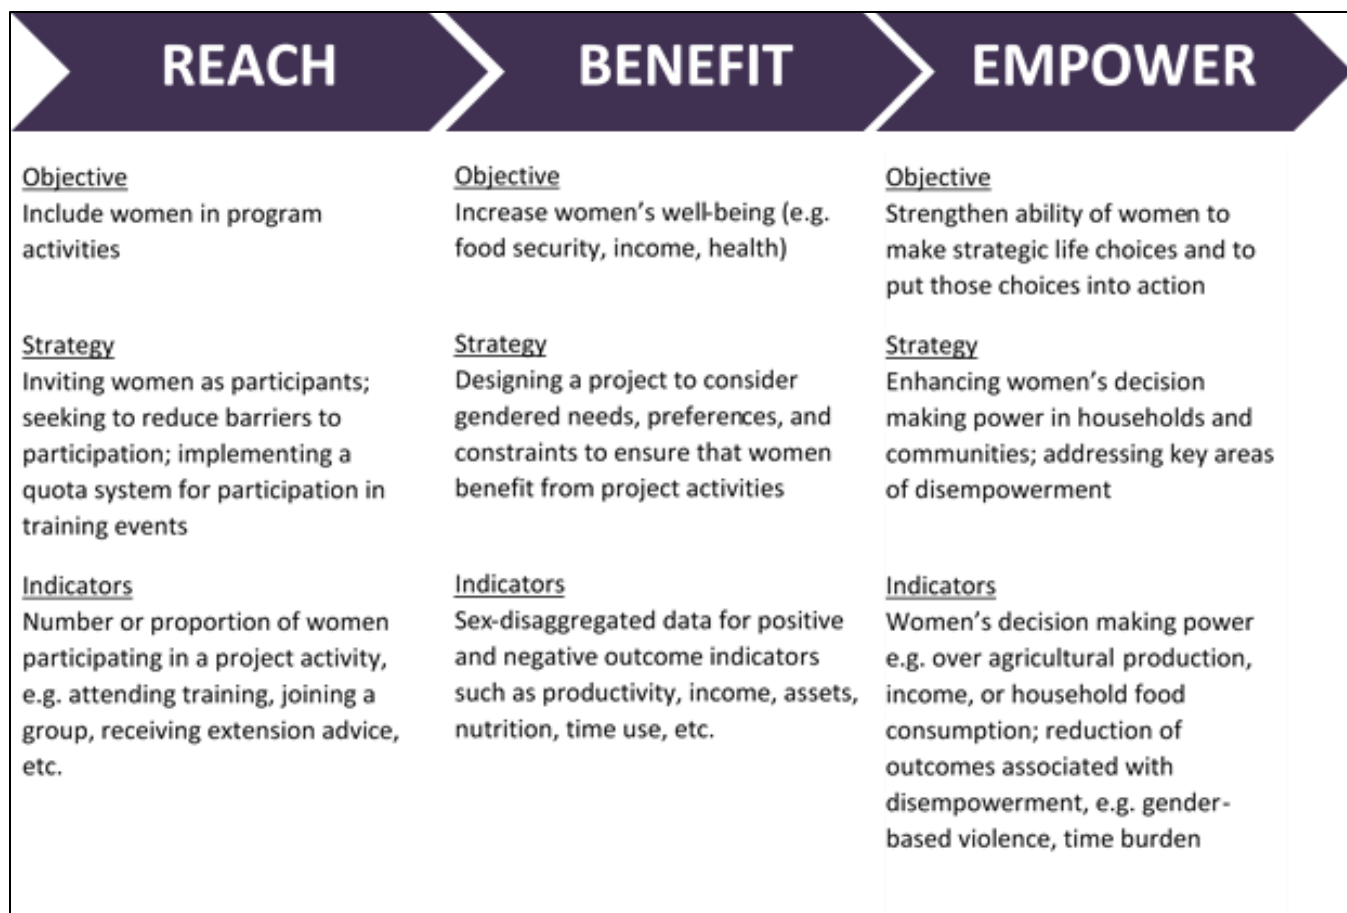 REACH
BENEFIT
EMPOWER
Objective
Include women in program
activities
Strategy
Inviting women as participants;
seeking to reduce barriers to
participation; implementing a
quota system for participation in
training events
Indicators
Number or proportion of women
participating in a project activity,
e.g. attending training, joining a
group, receiving extension advice,
etc.
Objective
Increase women’s well-being (e.g.
food security, income, health)
Strategy
Designing a project to consider
gendered needs, preferences, and
constraints to ensure that women
benefit from project activities
Indicators
Sex-disaggregated data for positive
and negative outcome indicators
such as productivity, income, assets,
nutrition, time use, etc.
Objective
Strengthen ability of women to
make strategic life choices and to
put those choices into action
Strategy
Enhancing women’s decision
making power in households and
communities; addressing key areas
of disempowerment
Indicators
Women’s decision making power
e.g. over agricultural production,
income, or household food
consumption; reduction of
outcomes associated with
disempowerment, e.g. gender-
based violence, time burden